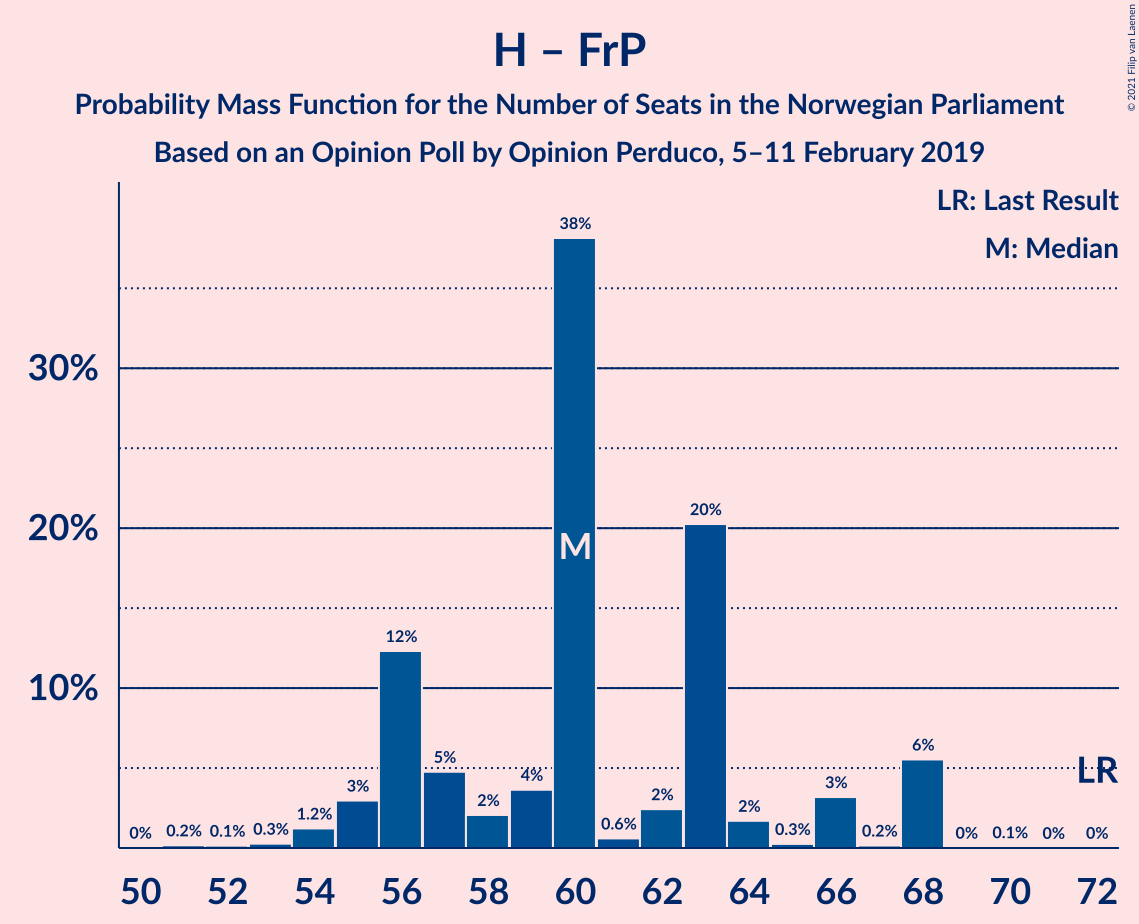 H – FrP
Probability Mass Function for the Number of Seats in the Norwegian Parliament
Based on an Opinion Poll by Opinion Perduco, 5–11 February 2019
© 2021 Filip van Laenen
LR: Last Result
M: Median
38%
30%
20%
20%
M
12%
10%
6%
5%
LR
4%
3%
3%
2%
2%
2%
1.2%
0.6%
0% 0.2% 0.1% 0.3% 0.3% 0.2% 0% 0.1% 0% 0%
50 52 54 56 58 60 62 64 66 68 70 72